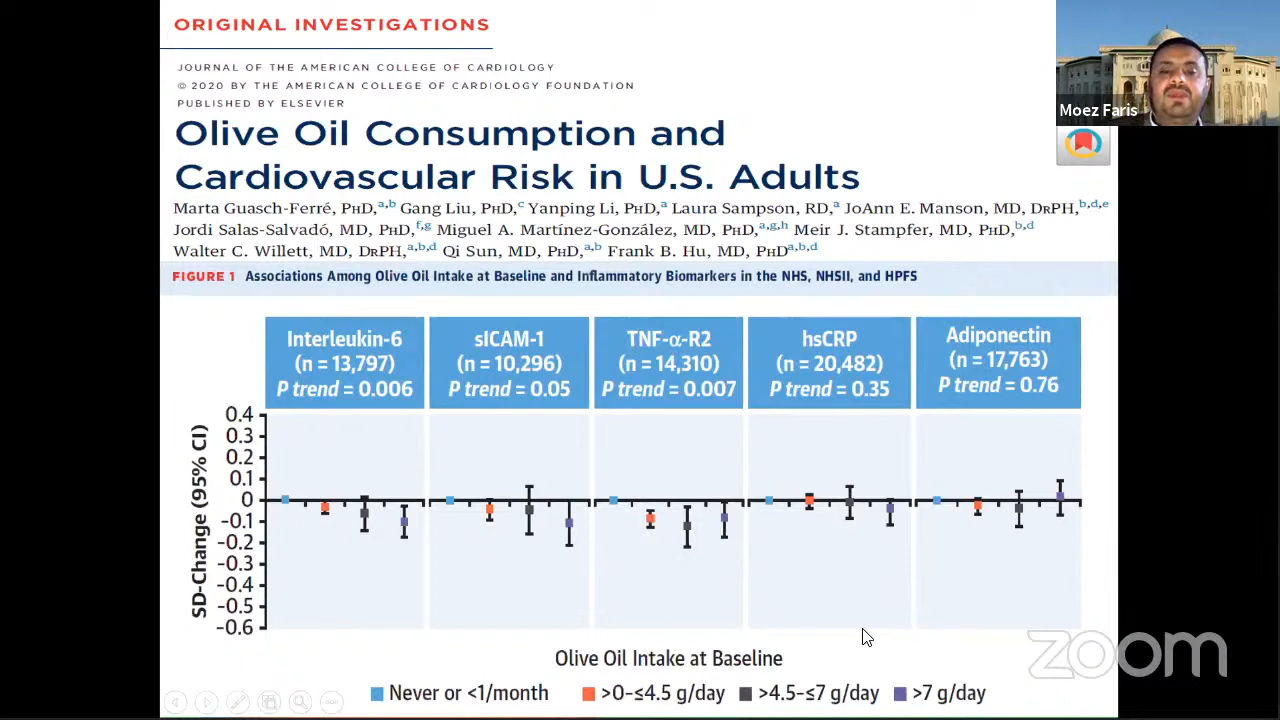 ORIGINAL INVESTIGATIONS
JOURNAL OF THE AMERICAN COLLEGE OF CARDIOLOGY
© 2020 BY THE AMERICAN COLLEGE OF CARDIOLOGY FOUNDATION
PUBLISHED BY ELSEVIER
Moez Faris
Olive Oil Consumption and
Cardiovascular Risk in U.S. Adults
Marta Guasch-Ferré, PhD,a,b Gang Liu, PhD,c Yanping Li, PhD,a Laura Sampson, RD,a JoAnn E. Manson, MD, DrPH,b,d,e
Jordi Salas-Salvadó, MD, PhD,f,g Miguel A. Martínez-González, MD, PhD,a,g,h Meir J. Stampfer, MD, PhD,b,d
Walter C. Willett, MD, DrPH,a,b,d Qi Sun, MD, PhD,a,b Frank B. Hu, MD, PhDa,b,d
FIGURE 1 Associations Among Olive Oil Intake at Baseline and Inflammatory Biomarkers in the NHS, NHSII, and HPFS
Interleukin-6
(n = 13,797)
P trend = 0.006
sICAM-1
(n = 10,296)
P trend = 0.05
TNF-α-R2
(n = 14,310)
P trend = 0.007
hsCRP
(n = 20,482)
P trend = 0.35
Adiponectin
(n = 17,763)
P trend = 0.76
SD-Change (95% CI)
0.4
0.3
0.2
0.1
0
-0.1
-0.2
-0.3
-0.4
-0.5
-0.6
Olive Oil Intake at Baseline
Never or <1/month >0-≤4.5 g/day >4.5-≤7 g/day >7 g/day
zoom